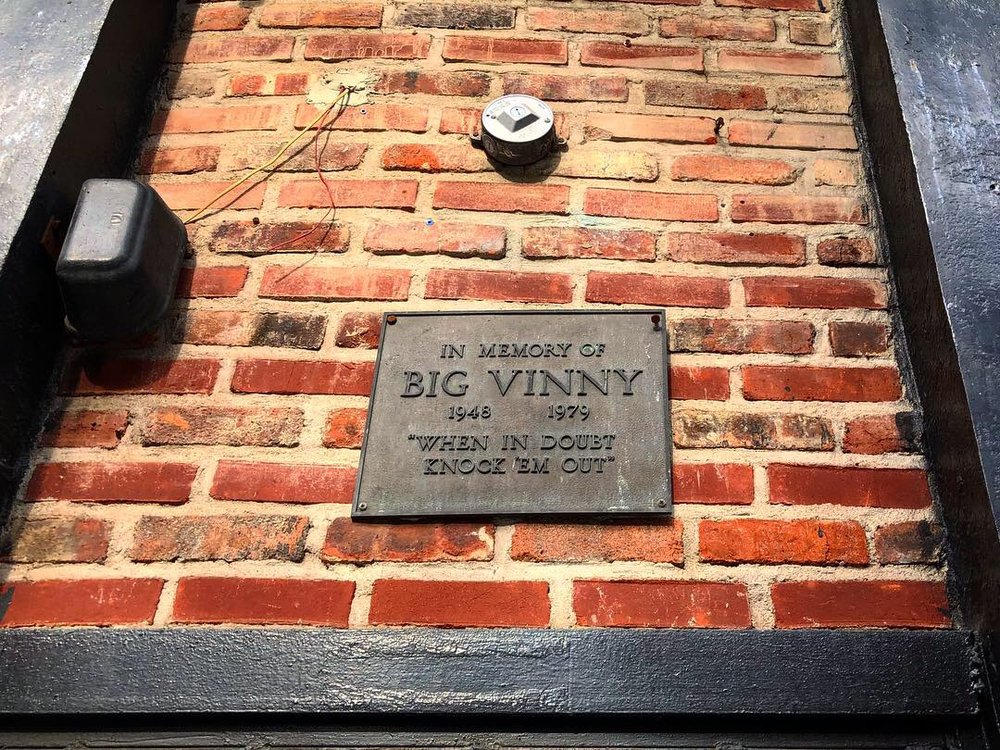 IN MEMORY OF
BIG VINNY
1948 1979
"WHEN IN DOUBT
KNOCK 'EM OUT"